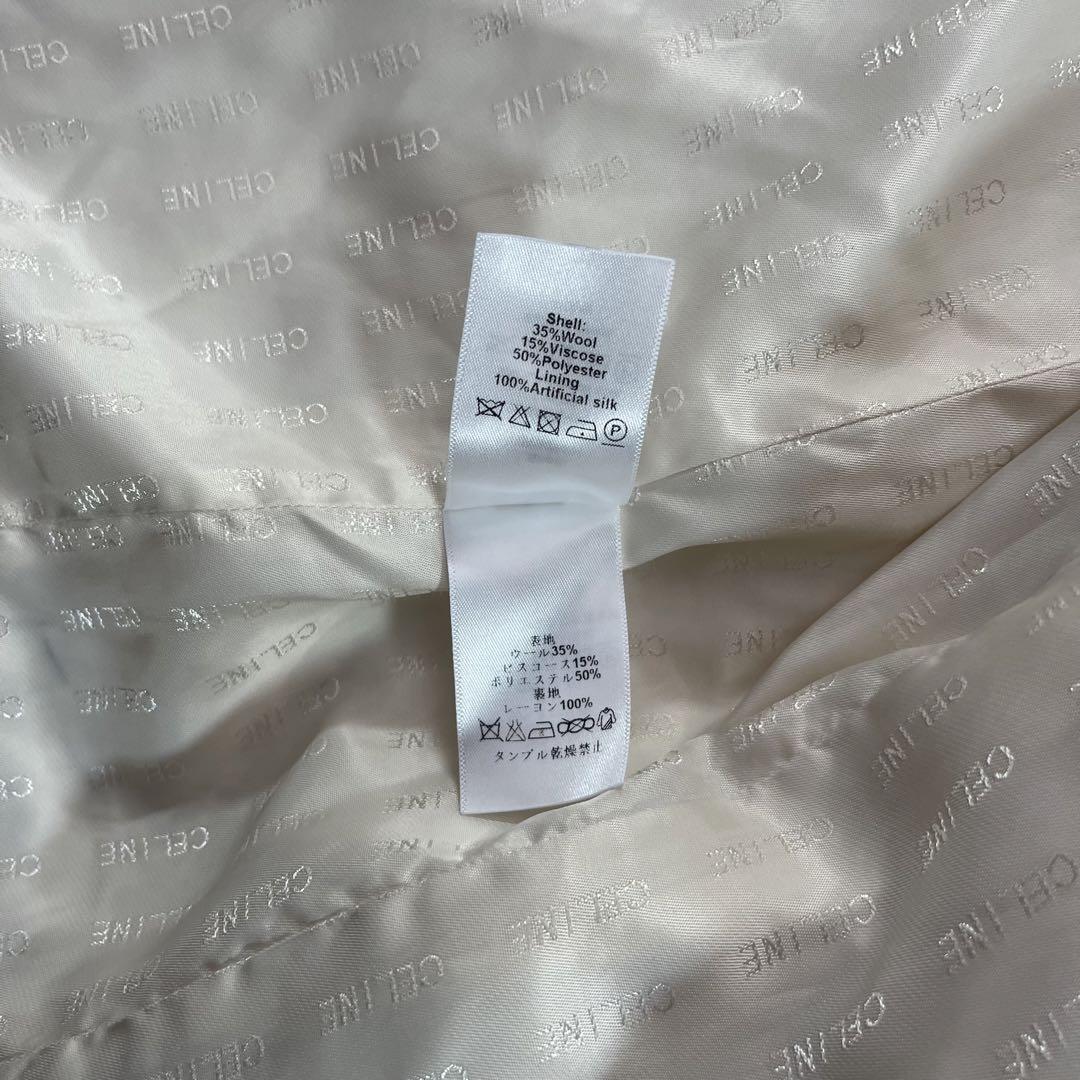 CELINE
Shell:
35%Wool
15%Viscose
50%Polyester
Lining
100%Artificial silk
P
表地
ウール35%
ビスコース15%
ポリエステル50%
裏地
レーヨン100%
タンブル乾燥禁止